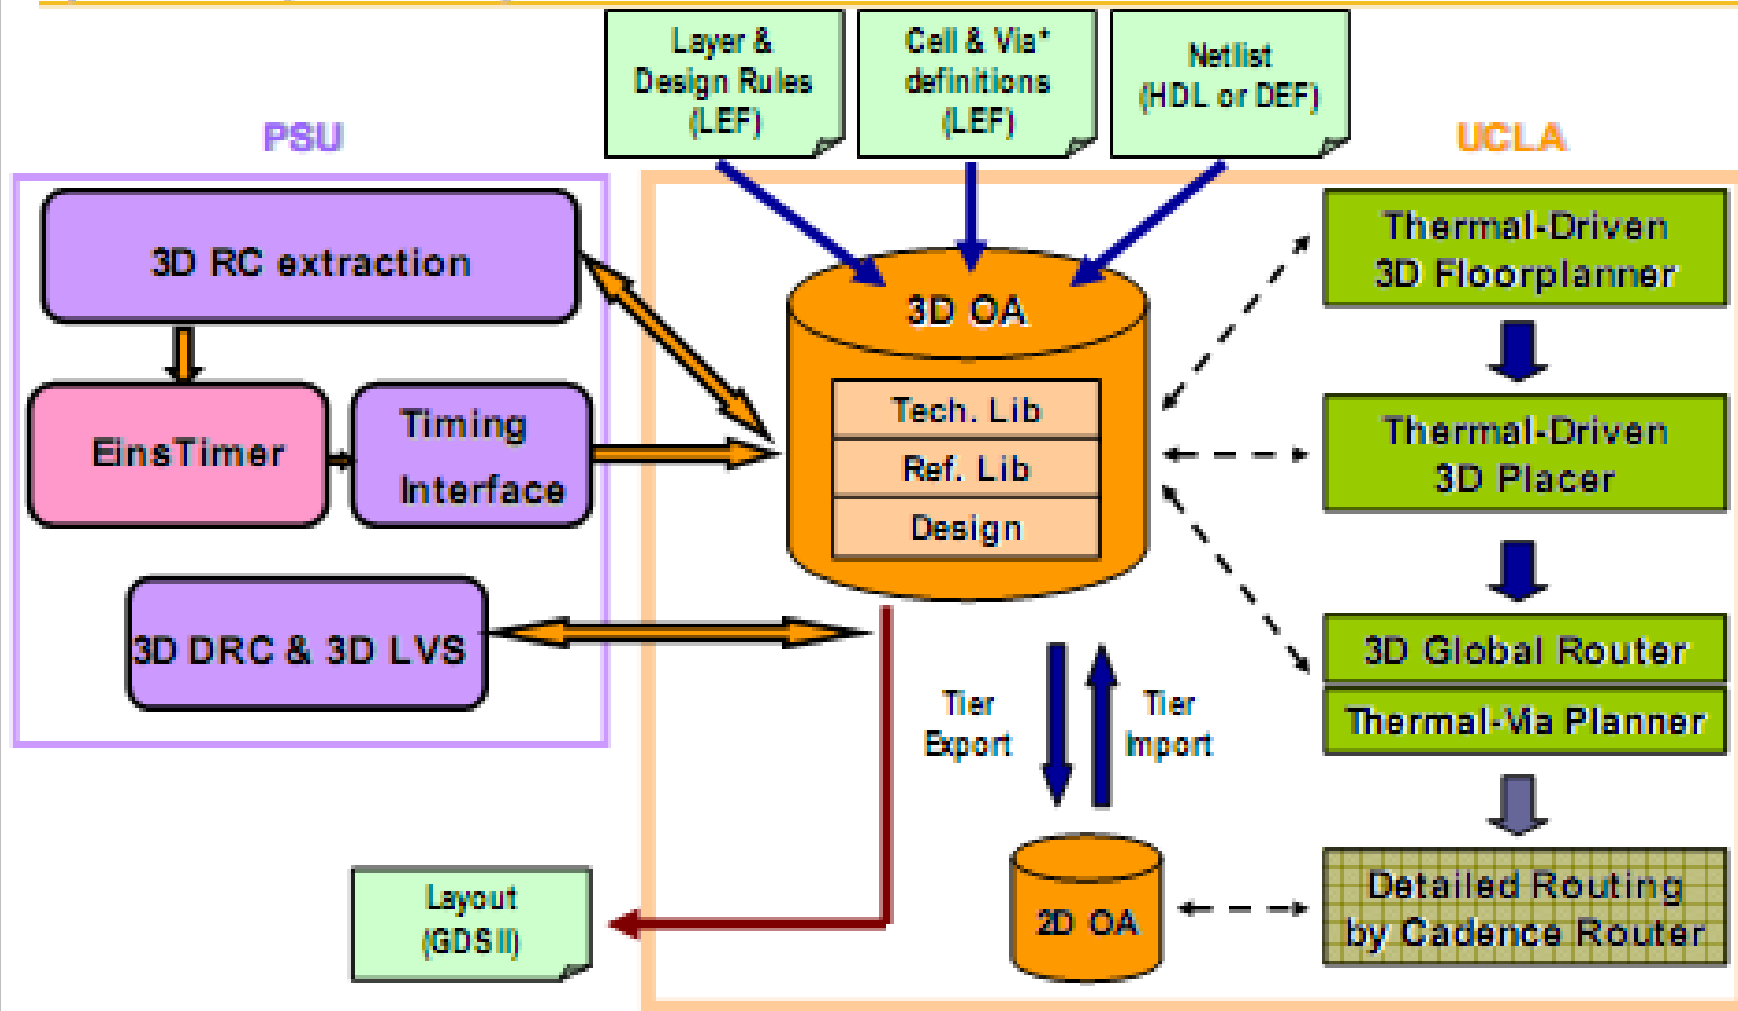 Layer &
Design Rules
(LEF)
Cell & Via*
definitions
(LEF)
Netlist
(HDL or DEF)
PSU
UCLA
3D RC extraction
EinsTimer
Timing
Interface
3D DRC & 3D LVS
3D OA
Tech. Lib
Ref. Lib
Design
Thermal-Driven
3D Floorplanner
Thermal-Driven
3D Placer
3D Global Router
Thermal-Via Planner
Tier
Export
Tier
Import
Layout
(GDSII)
2D OA
Detailed Routing
by Cadence Router